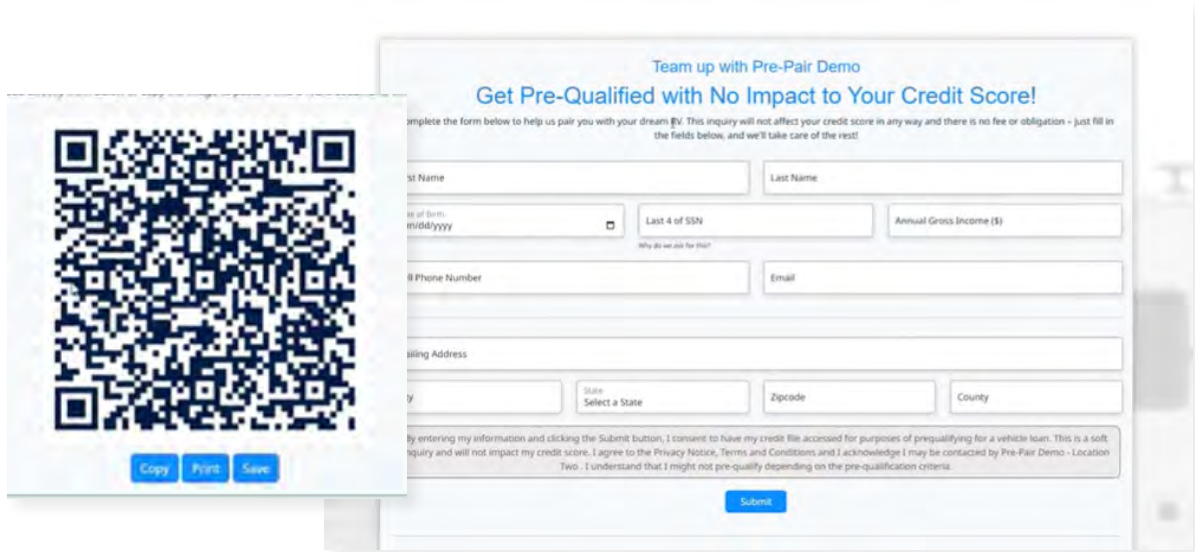 Team up with Pre-Pair Demo
Get Pre-Qualified with No Impact to Your Credit Score!
omplete the form below to help us pair you with your dream RV. This inquiry will not affect your credit score in any way and there is no fee or obligation – just fill in
the fields below, and we'll take care of the rest!
st Name
Last Name
te of Birth
m/dd/yyyy
Last 4 of SSN
Annual Gross Income ($)
Why do we ask for this?
ll Phone Number
Email
ailing Address
y
State
Select a State
Zipcode
County
By entering my information and clicking the Submit button, I consent to have my credit file accessed for purposes of prequalifying for a vehicle loan. This is a soft
nquiry and will not impact my credit score. I agree to the Privacy Notice, Terms and Conditions and I acknowledge I may be contacted by Pre-Pair Demo - Location
Two . I understand that I might not pre-qualify depending on the pre-qualification criteria.
Submit
Copy
Print
Save